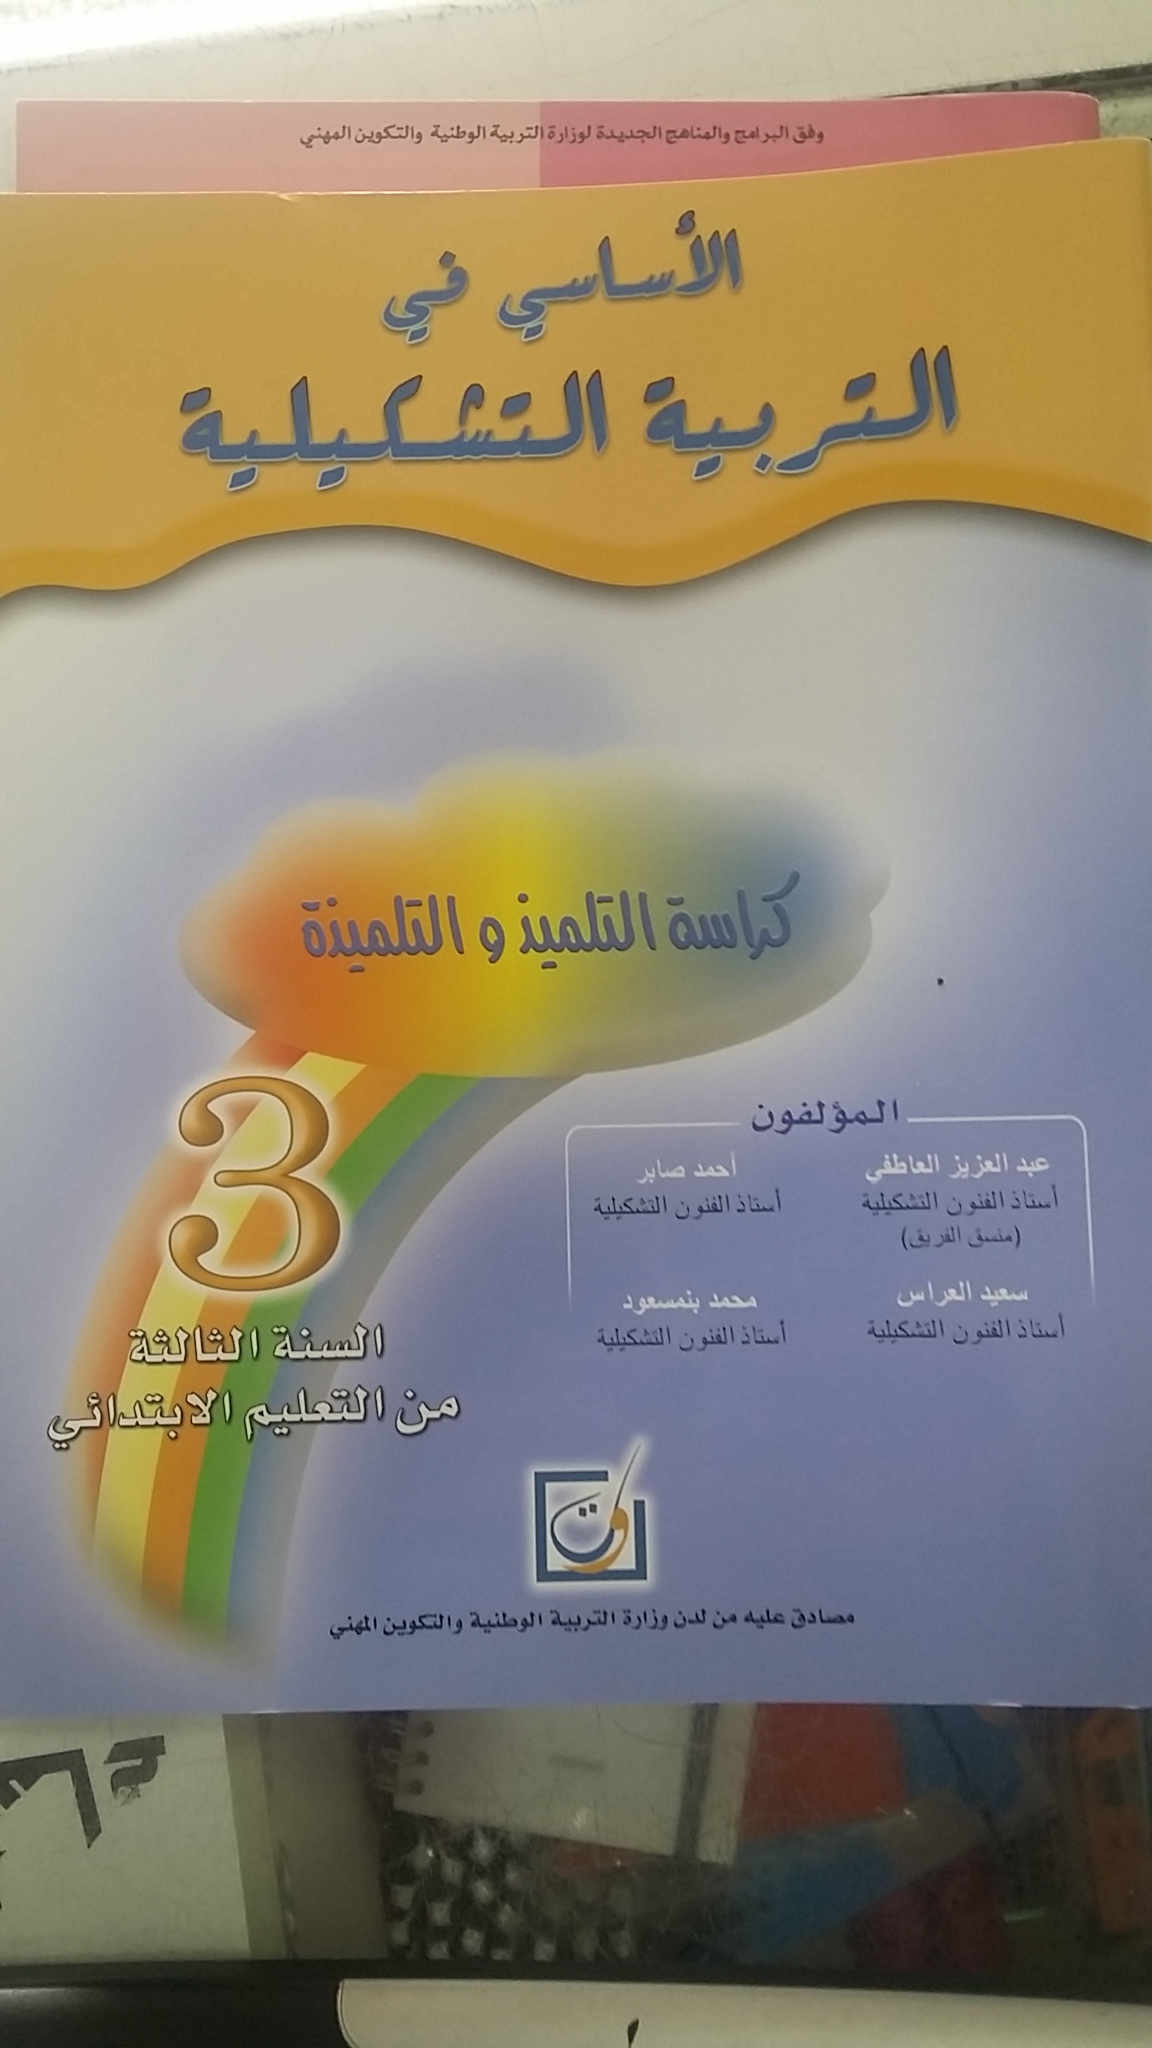 وفق البرامج والمناهج الجديدة لوزارة التربية الوطنية والتكوين المهني
الأساسي في
التربية التشكيلية
كراسة التلميذ و التلميذة
3
السنة الثالثة
من التعليم الابتدائي
المؤلفون
عبد العزيز العاطفي
أستاذ الفنون التشكيلية
(منسق الفريق)
أحمد صابر
أستاذ الفنون التشكيلية
سعيد العراس
أستاذ الفنون التشكيلية
محمد بنمسعود
أستاذ الفنون التشكيلية
مصادق عليه من لدن وزارة التربية الوطنية والتكوين المهني